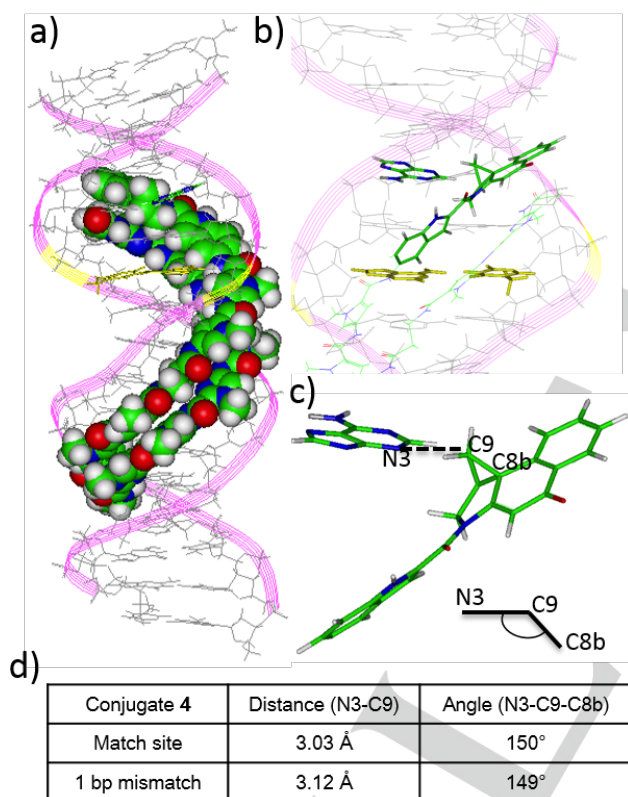 a)
b)
c)
N3
C9
C8b
N3
C9
C8b
d)
Conjugate 4 Distance (N3-C9) Angle (N3-C9-C8b)
Match site 3.03 Å 150°
1 bp mismatch 3.12 Å 149°